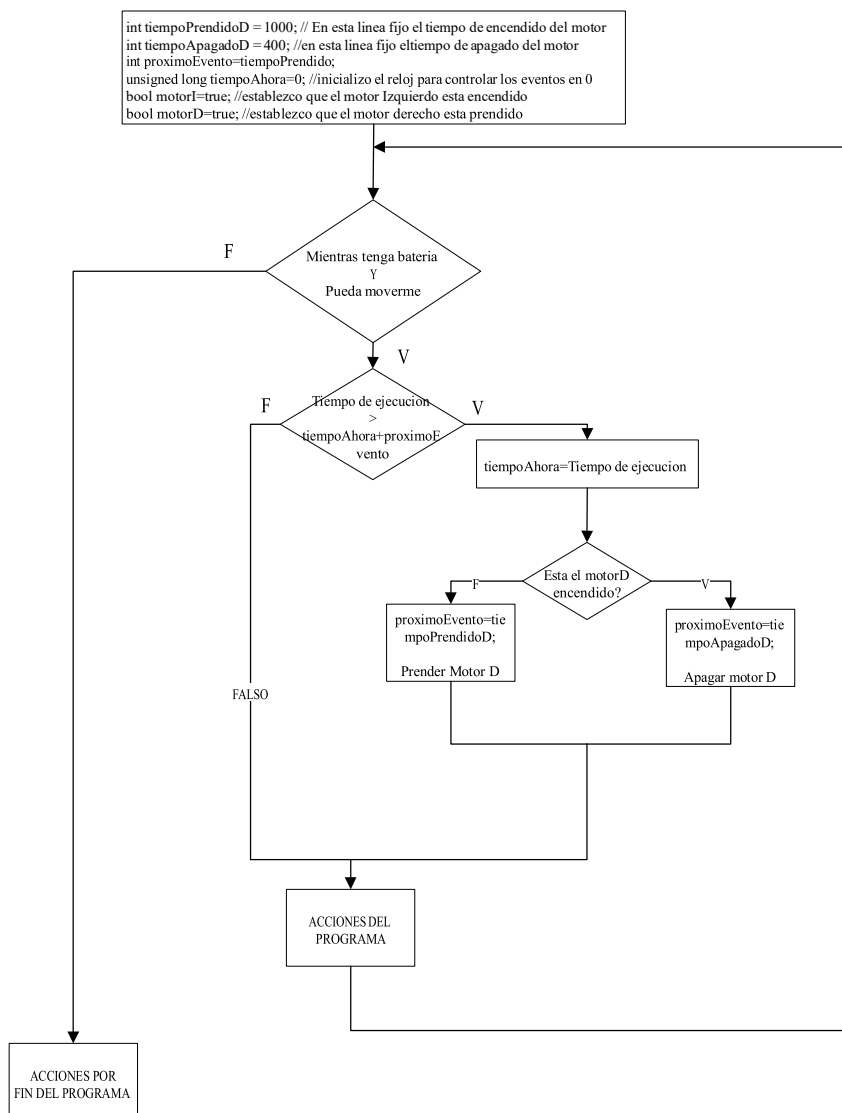 int tiempoPrendidoD = 1000; // En esta linea fijo el tiempo de encendido del motor
int tiempoApagadoD = 400; //en esta linea fijo eltiempo de apagado del motor
int proximoEvento=tiempoPrendido;
unsigned long tiempoAhora=0; //inicializo el reloj para controlar los eventos en 0
bool motorI=true; //establezco que el motor Izquierdo esta encendido
bool motorD=true; //establezco que el motor derecho esta prendido
F
Mientras tenga bateria
Y
Pueda moverme
V
F
Tiempo de ejecucion
>
tiempoAhora+proximoE
vento
V
tiempoAhora=Tiempo de ejecucion
F
Esta el motorD
encendido?
V
proximoEvento=tie
mpoPrendidoD;
Prender Motor D
proximoEvento=tie
mpoApagadoD;
Apagar motor D
FALSO
ACCIONES DEL
PROGRAMA
ACCIONES POR
FIN DEL PROGRAMA